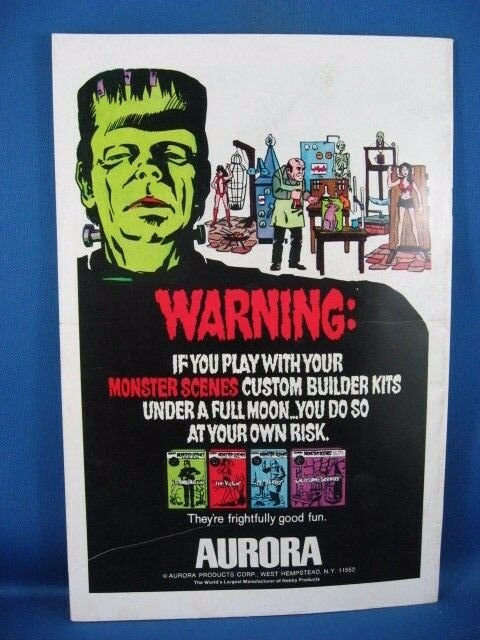 WARNING:
IF YOU PLAY WITH YOUR
MONSTER SCENES CUSTOM BUILDER KITS
UNDER A FULL MOON...YOU DO SO
AT YOUR OWN RISK.
They're frightfully good fun.
AURORA
© AURORA PRODUCTS CORP., WEST HEMPSTEAD, N.Y. 11552
The World's Largest Manufacturer of Hobby Products